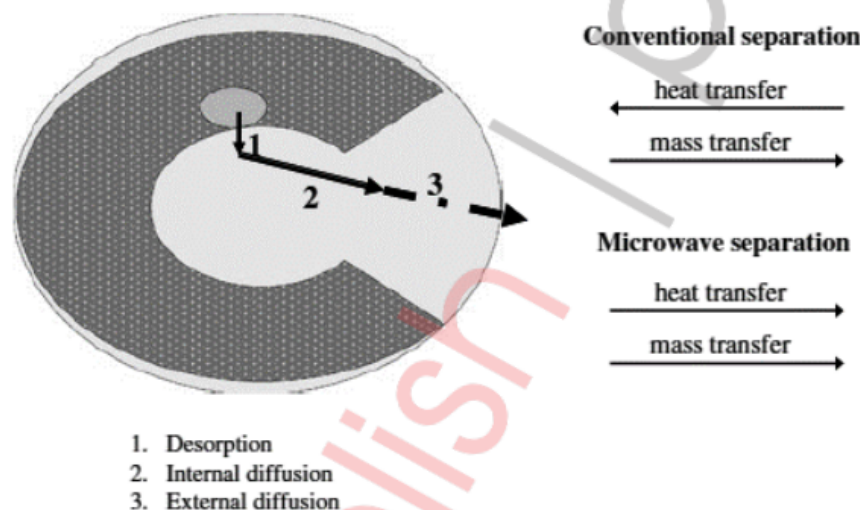 Conventional separation
heat transfer
mass transfer
1
2
3
Microwave separation
heat transfer
mass transfer
1. Desorption
2. Internal diffusion
3. External diffusion